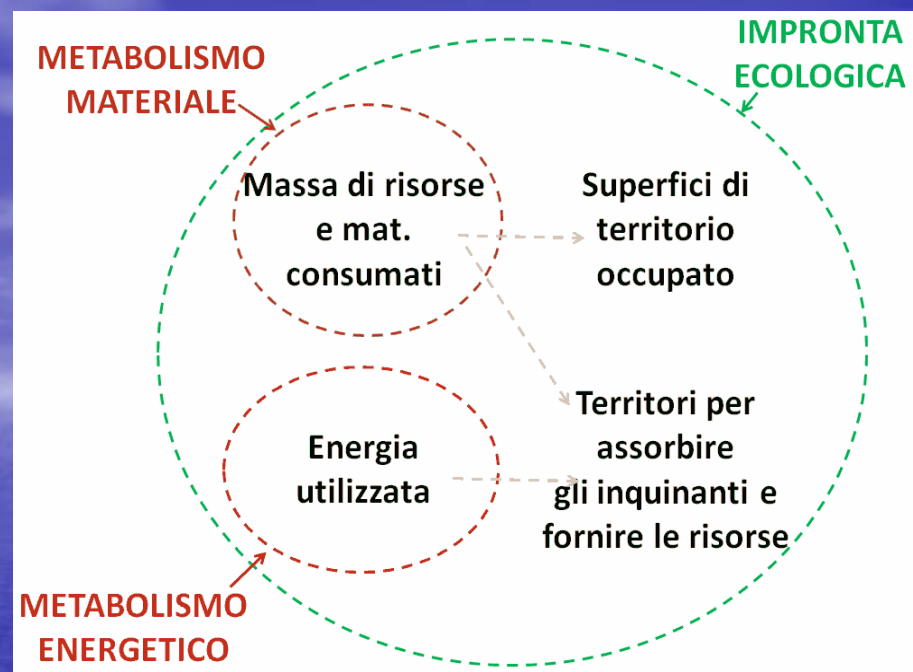 METABOLISMO
MATERIALE
IMPRONTA
ECOLOGICA
Massa di risorse
e mat.
consumati
Superfici di
territorio
occupato
Energia
utilizzata
Territori per
assorbire
gli inquinanti e
fornire le risorse
METABOLISMO
ENERGETICO